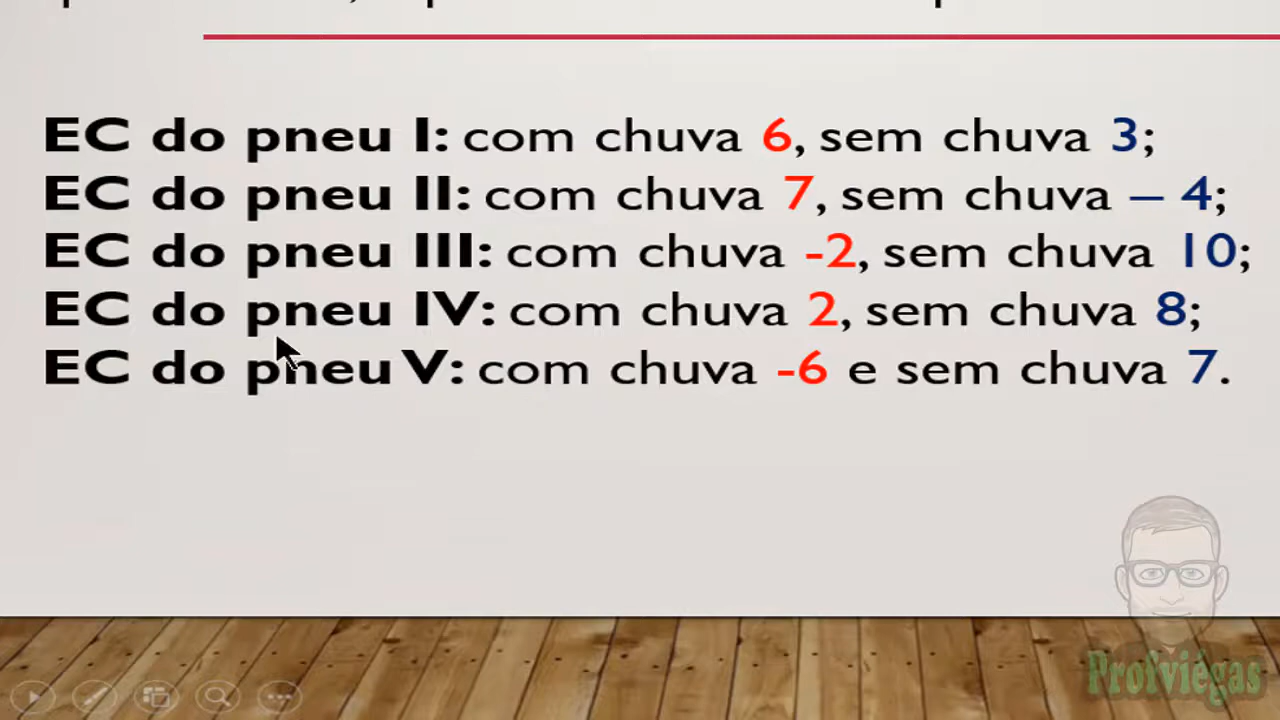 EC do pneu I: com chuva 6, sem chuva 3;
EC do pneu II: com chuva 7, sem chuva – 4;
EC do pneu III: com chuva -2, sem chuva 10;
EC do pneu IV: com chuva 2, sem chuva 8;
EC do pneu V: com chuva -6 e sem chuva 7.
Profviégas